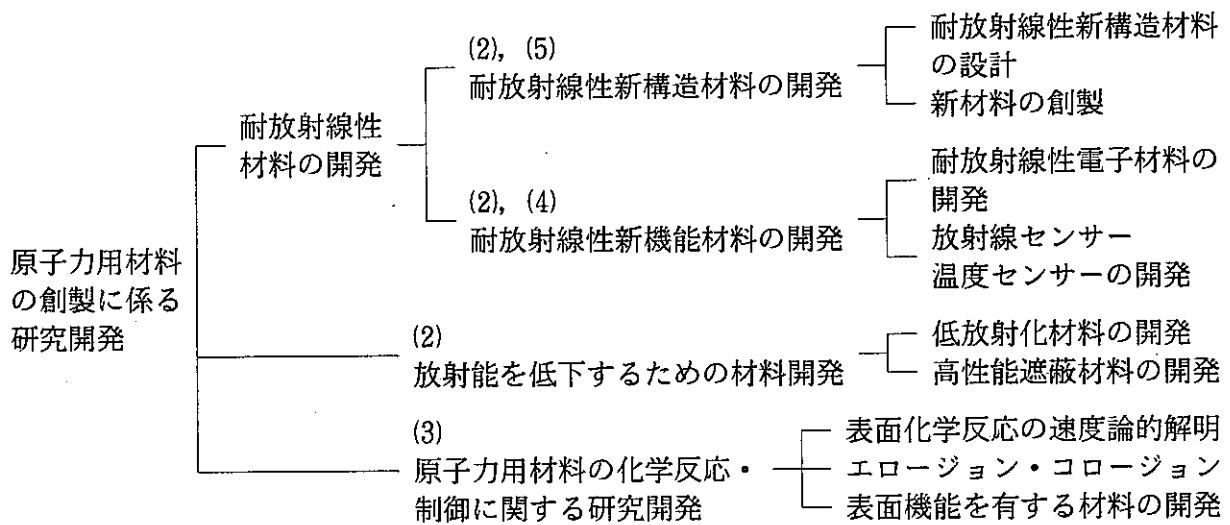 原子力用材料
の創製に係る
研究開発
耐放射線性
材料の開発
(2), (5)
耐放射線性新構造材料の開発
耐放射線性新構造材料
の設計
新材料の創製
(2), (4)
耐放射線性新機能材料の開発
耐放射線性電子材料の
開発
放射線センサー
温度センサーの開発
(2)
放射能を低下するための材料開発
低放射化材料の開発
高性能遮蔽材料の開発
(3)
原子力用材料の化学反応・
制御に関する研究開発
表面化学反応の速度論的解明
エロージョン・コロージョン
表面機能を有する材料の開発